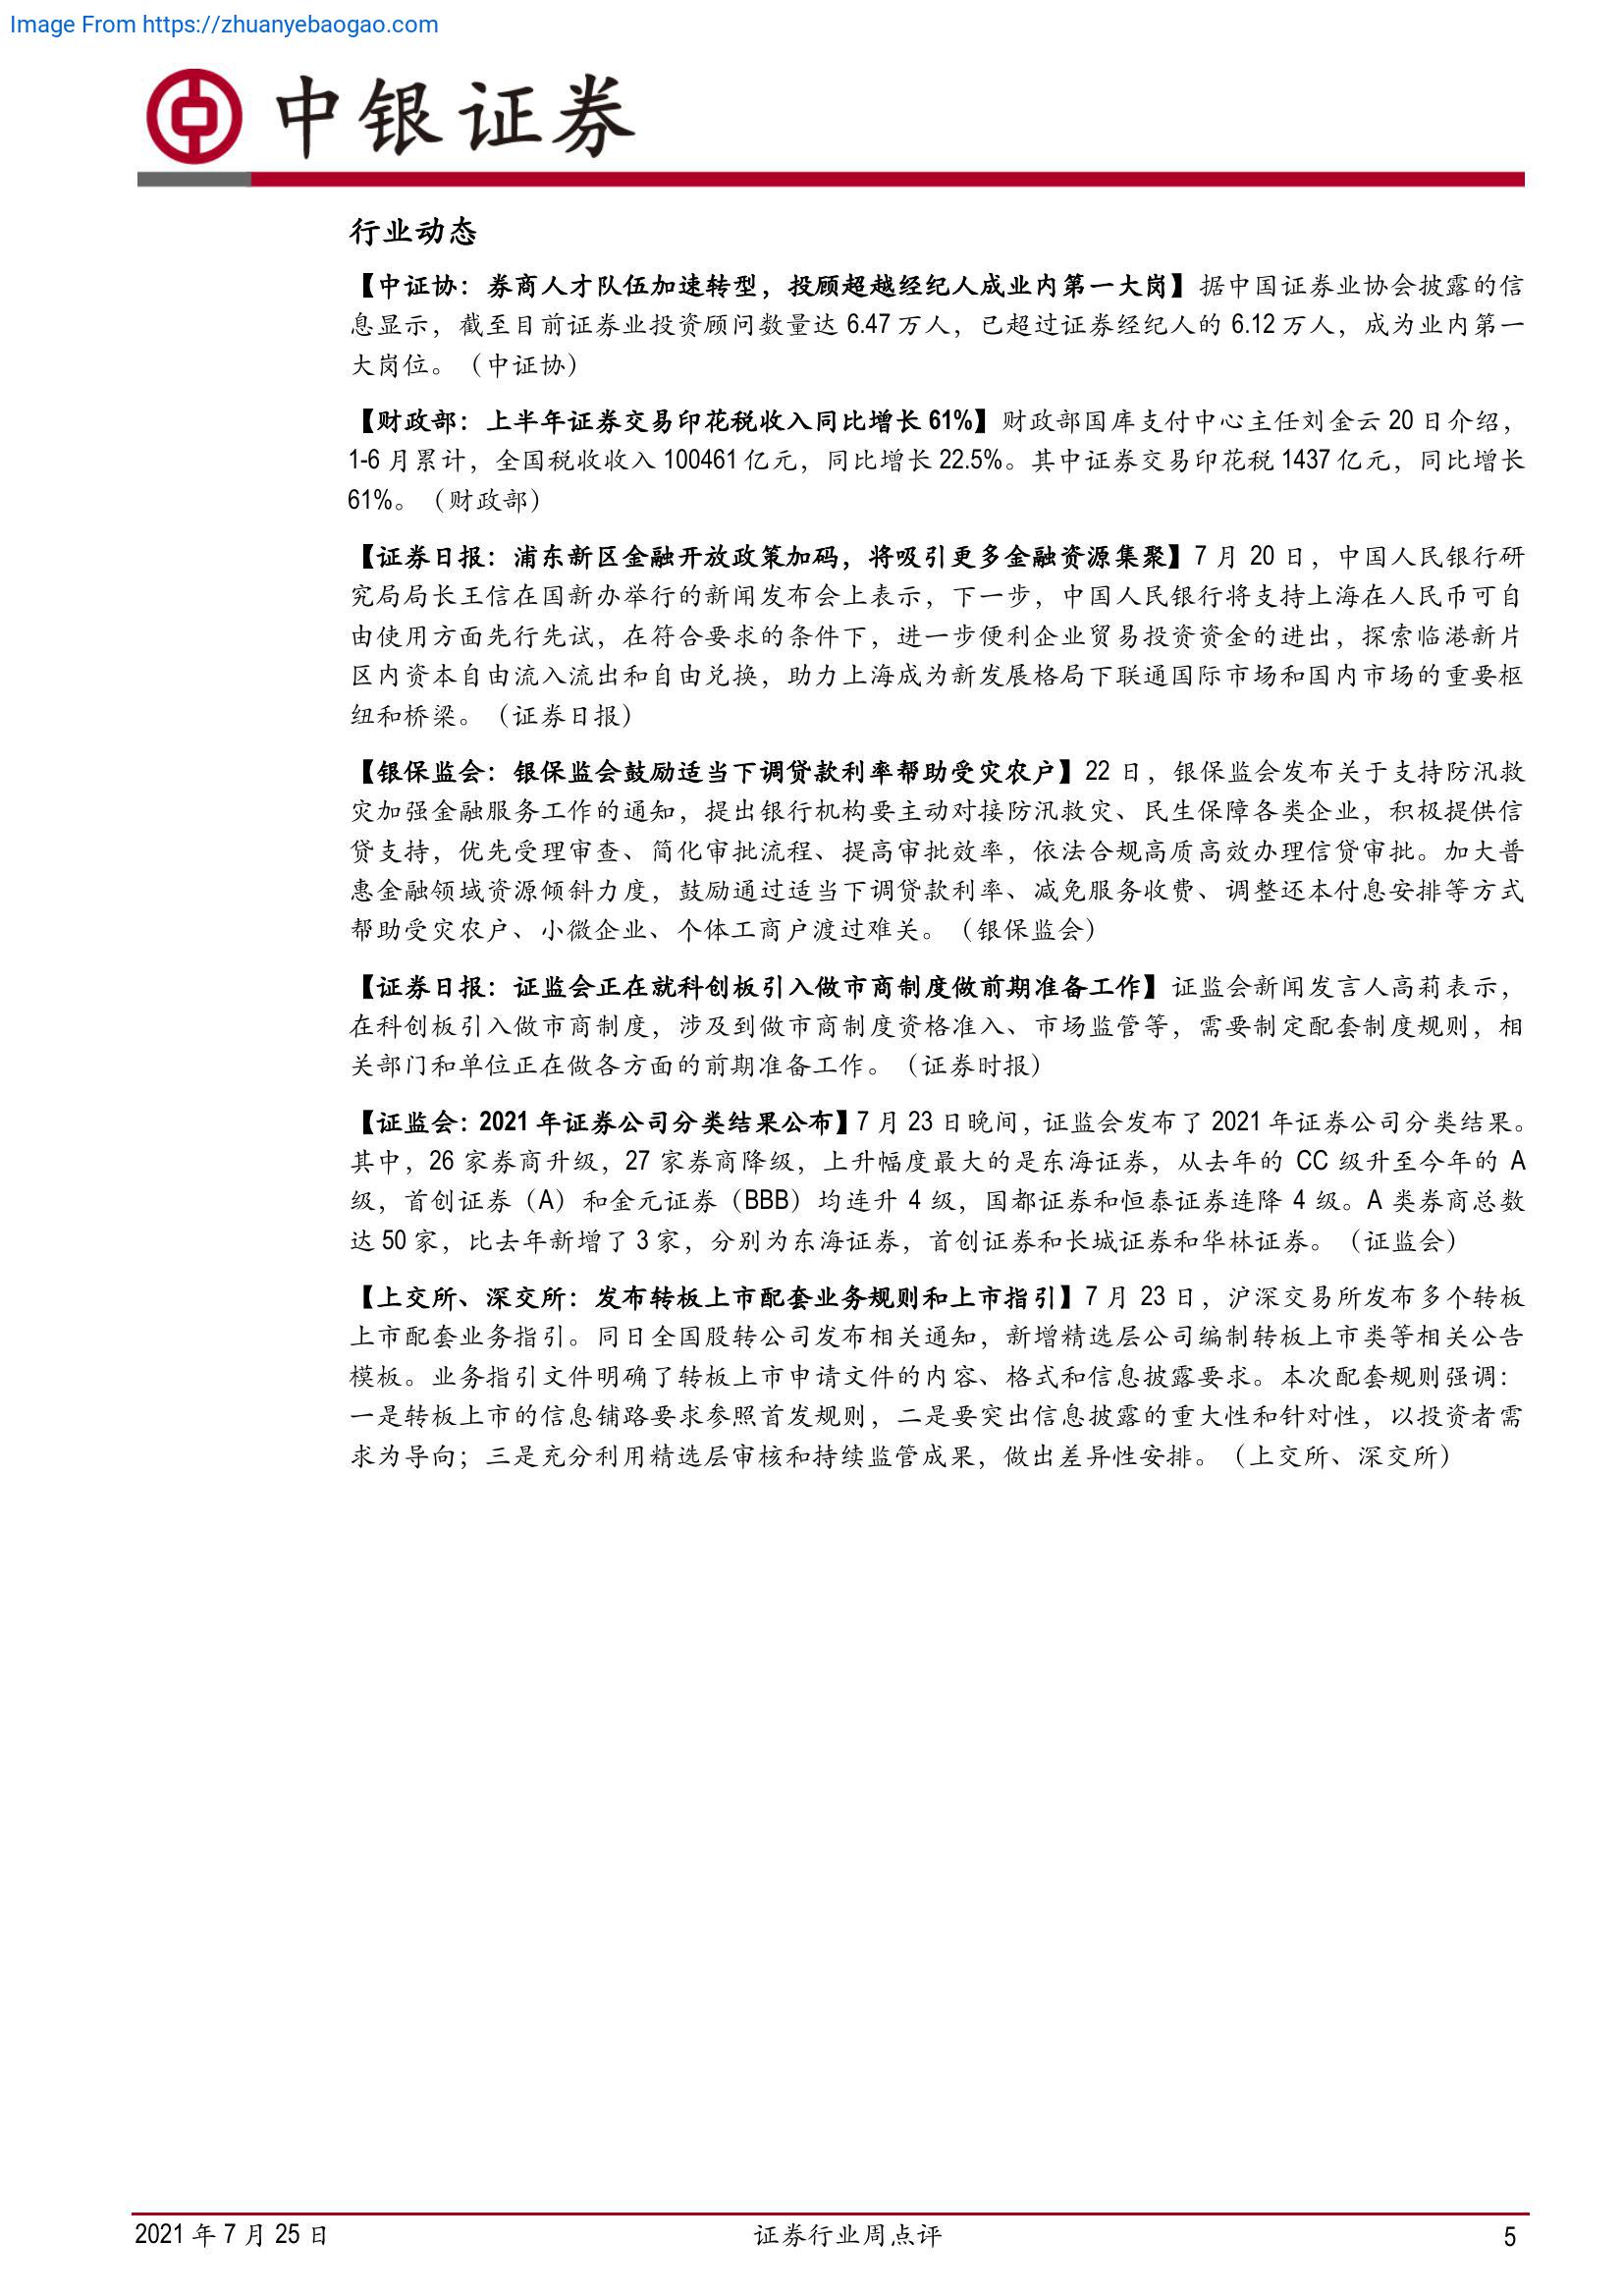 Image From https://zhuanyebaogao.com
中银证券
行业动态
【中证协：券商人才队伍加速转型，投顾超越经纪人成业内第一大岗】据中国证券业协会披露的信
息显示，截至目前证券业投资顾问数量达 6.47 万人，已超过证券经纪人的 6.12 万人，成为业内第一
大岗位。（中证协）
【财政部：上半年证券交易印花税收入同比增长 61%】财政部国库支付中心主任刘金云 20 日介绍，
1-6 月累计，全国税收收入 100461 亿元，同比增长 22.5%。其中证券交易印花税 1437 亿元，同比增长
61%。（财政部）
【证券日报：浦东新区金融开放政策加码，将吸引更多金融资源集聚】7 月 20 日，中国人民银行研
究局局长王信在国新办举行的新闻发布会上表示，下一步，中国人民银行将支持上海在人民币可自
由使用方面先行先试，在符合要求的条件下，进一步便利企业贸易投资资金的进出，探索临港新片
区内资本自由流入流出和自由兑换，助力上海成为新发展格局下联通国际市场和国内市场的重要枢
纽和桥梁。（证券日报）
【银保监会：银保监会鼓励适当下调贷款利率帮助受灾农户】22 日，银保监会发布关于支持防汛救
灾加强金融服务工作的通知，提出银行机构要主动对接防汛救灾、民生保障各类企业，积极提供信
贷支持，优先受理审查、简化审批流程、提高审批效率，依法合规高质高效办理信贷审批。加大普
惠金融领域资源倾斜力度，鼓励通过适当下调贷款利率、减免服务收费、调整还本付息安排等方式
帮助受灾农户、小微企业、个体工商户渡过难关。（银保监会）
【证券日报：证监会正在就科创板引入做市商制度做前期准备工作】证监会新闻发言人高莉表示，
在科创板引入做市商制度，涉及到做市商制度资格准入、市场监管等，需要制定配套制度规则，相
关部门和单位正在做各方面的前期准备工作。（证券时报）
【证监会：2021 年证券公司分类结果公布】7 月 23 日晚间，证监会发布了 2021 年证券公司分类结果。
其中，26 家券商升级，27 家券商降级，上升幅度最大的是东海证券，从去年的 CC 级升至今年的 A
级，首创证券（A）和金元证券（BBB）均连升 4 级，国都证券和恒泰证券连降 4 级。A 类券商总数
达 50 家，比去年新增了 3 家，分别为东海证券，首创证券和长城证券和华林证券。（证监会）
【上交所、深交所：发布转板上市配套业务规则和上市指引】7 月 23 日，沪深交易所发布多个转板
上市配套业务指引。同日全国股转公司发布相关通知，新增精选层公司编制转板上市类等相关公告
模板。业务指引文件明确了转板上市申请文件的内容、格式和信息披露要求。本次配套规则强调：
一是转板上市的信息铺路要求参照首发规则，二是要突出信息披露的重大性和针对性，以投资者需
求为导向；三是充分利用精选层审核和持续监管成果，做出差异性安排。（上交所、深交所）
2021 年 7 月 25 日
证券行业周点评
5